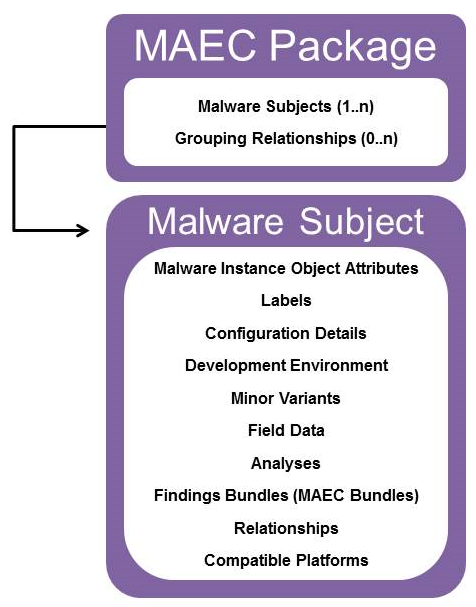 MAEC Package
Malware Subjects (1..n)
Grouping Relationships (0..n)
Malware Subject
Malware Instance Object Attributes
Labels
Configuration Details
Development Environment
Minor Variants
Field Data
Analyses
Findings Bundles (MAEC Bundles)
Relationships
Compatible Platforms